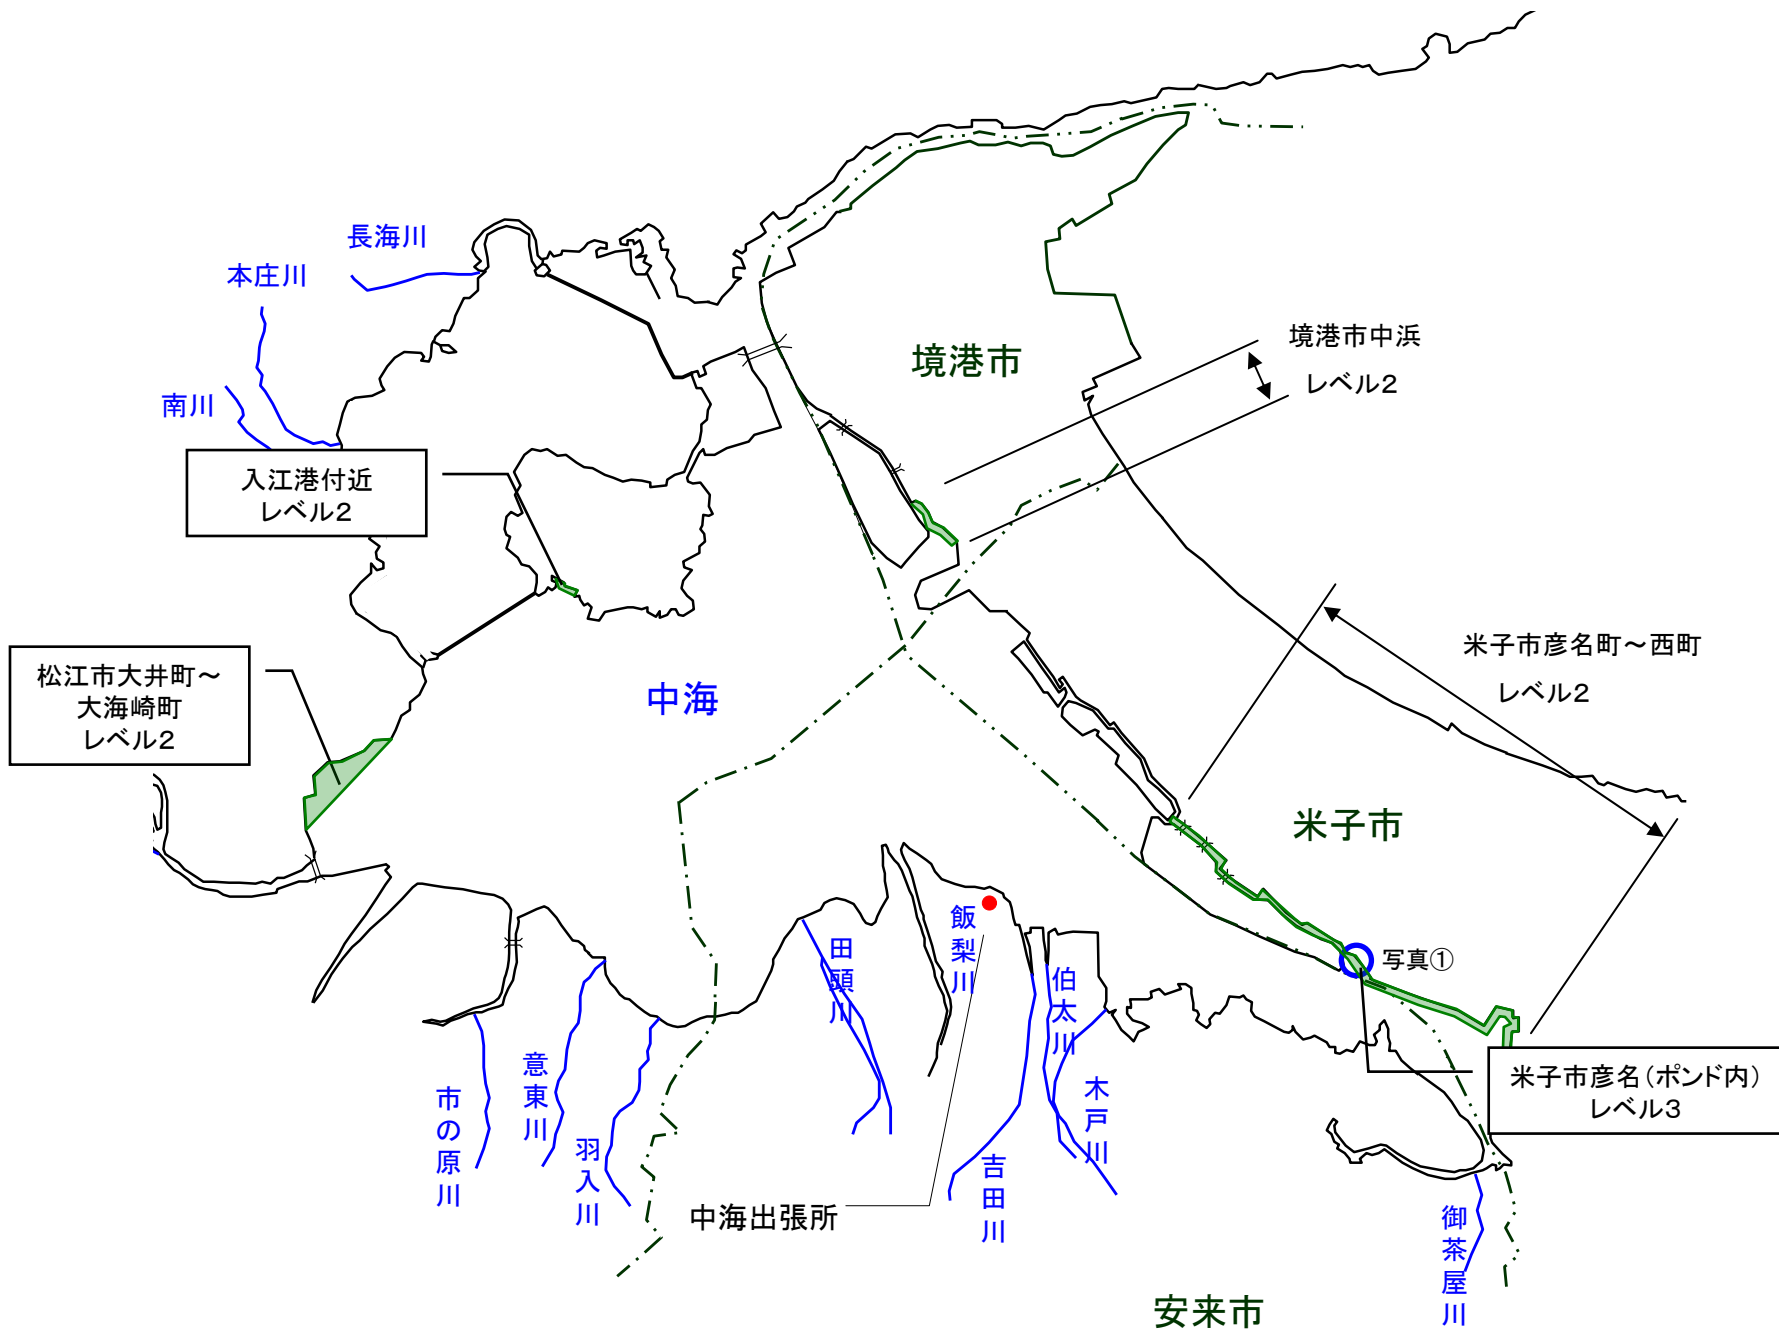 長海川
本庄川
南川
入江港付近
レベル２
松江市大井町～
大海崎町
レベル２
中海
境港市
境港市中浜
レベル２
米子市彦名町～西町
レベル２
米子市
写真①
米子市彦名（ポンド内）
レベル３
市の原川
意東川
羽入川
田頭川
飯梨川
伯太川
木戸川
吉田川
中海出張所
御茶屋川
安来市